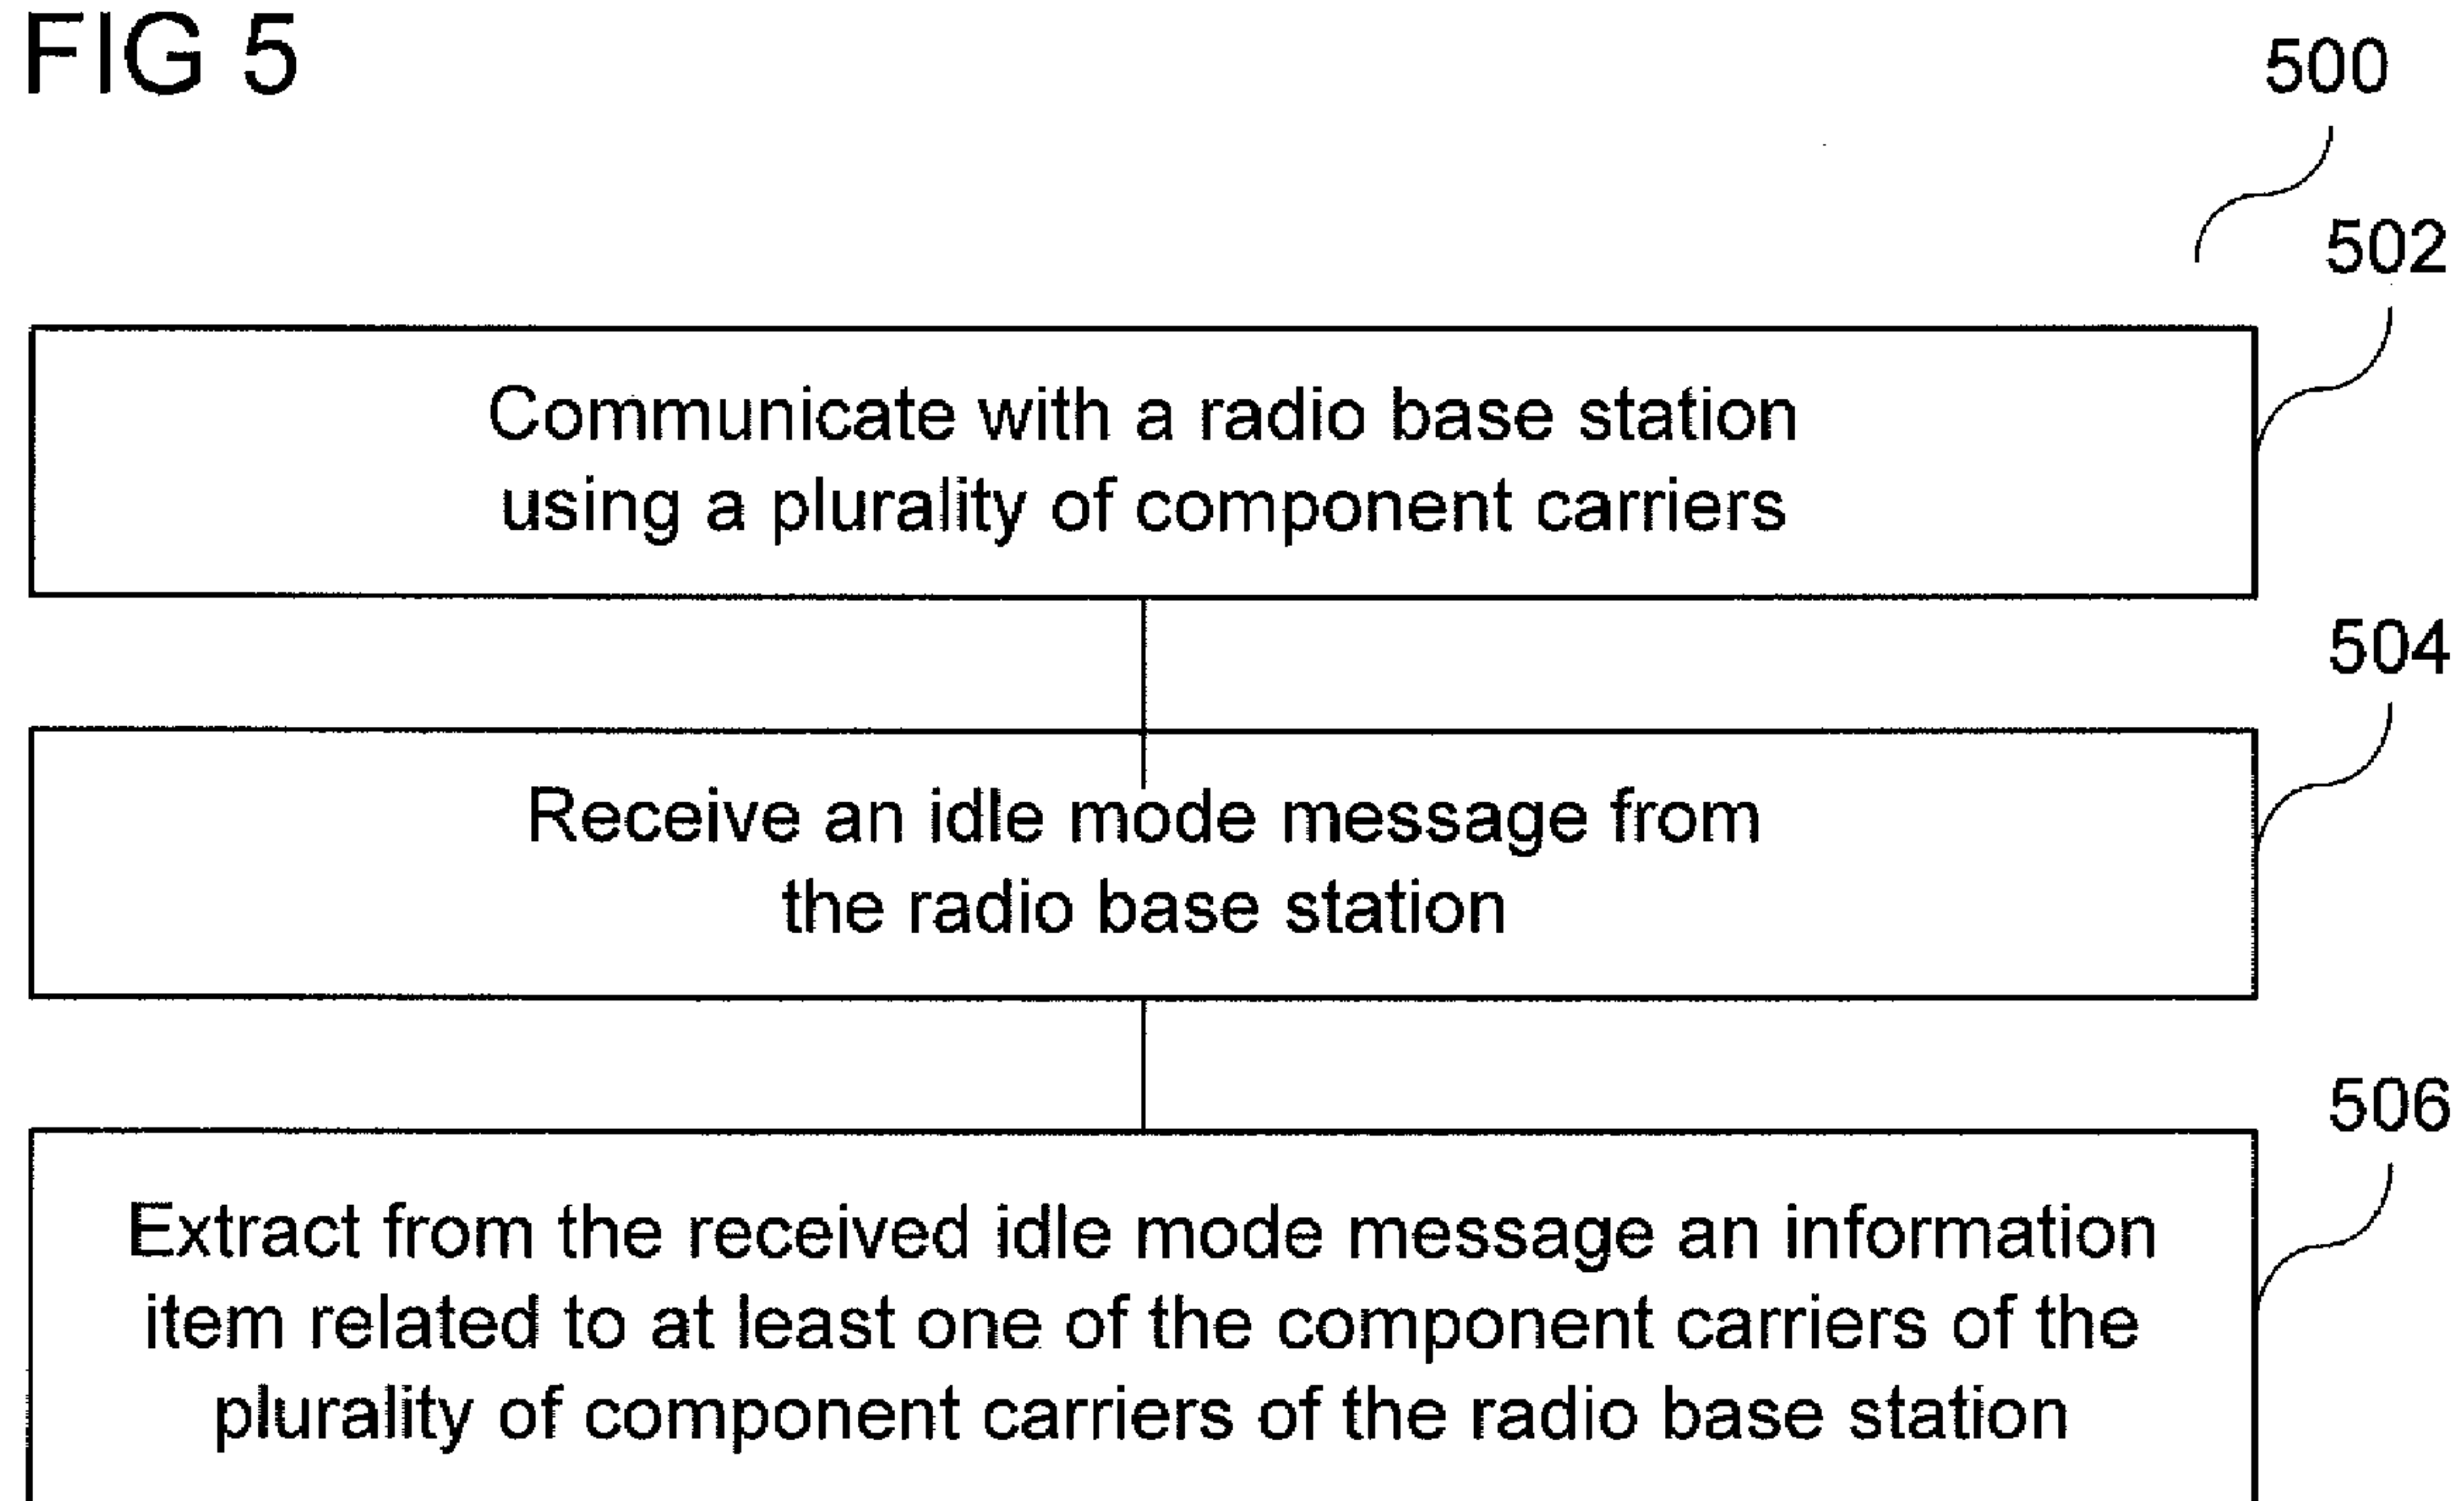 FIG 5
500
502
Communicate with a radio base station
using a plurality of component carriers
504
Receive an idle mode message from
the radio base station
506
Extract from the received idle mode message an information
item related to at least one of the component carriers of the
plurality of component carriers of the radio base station